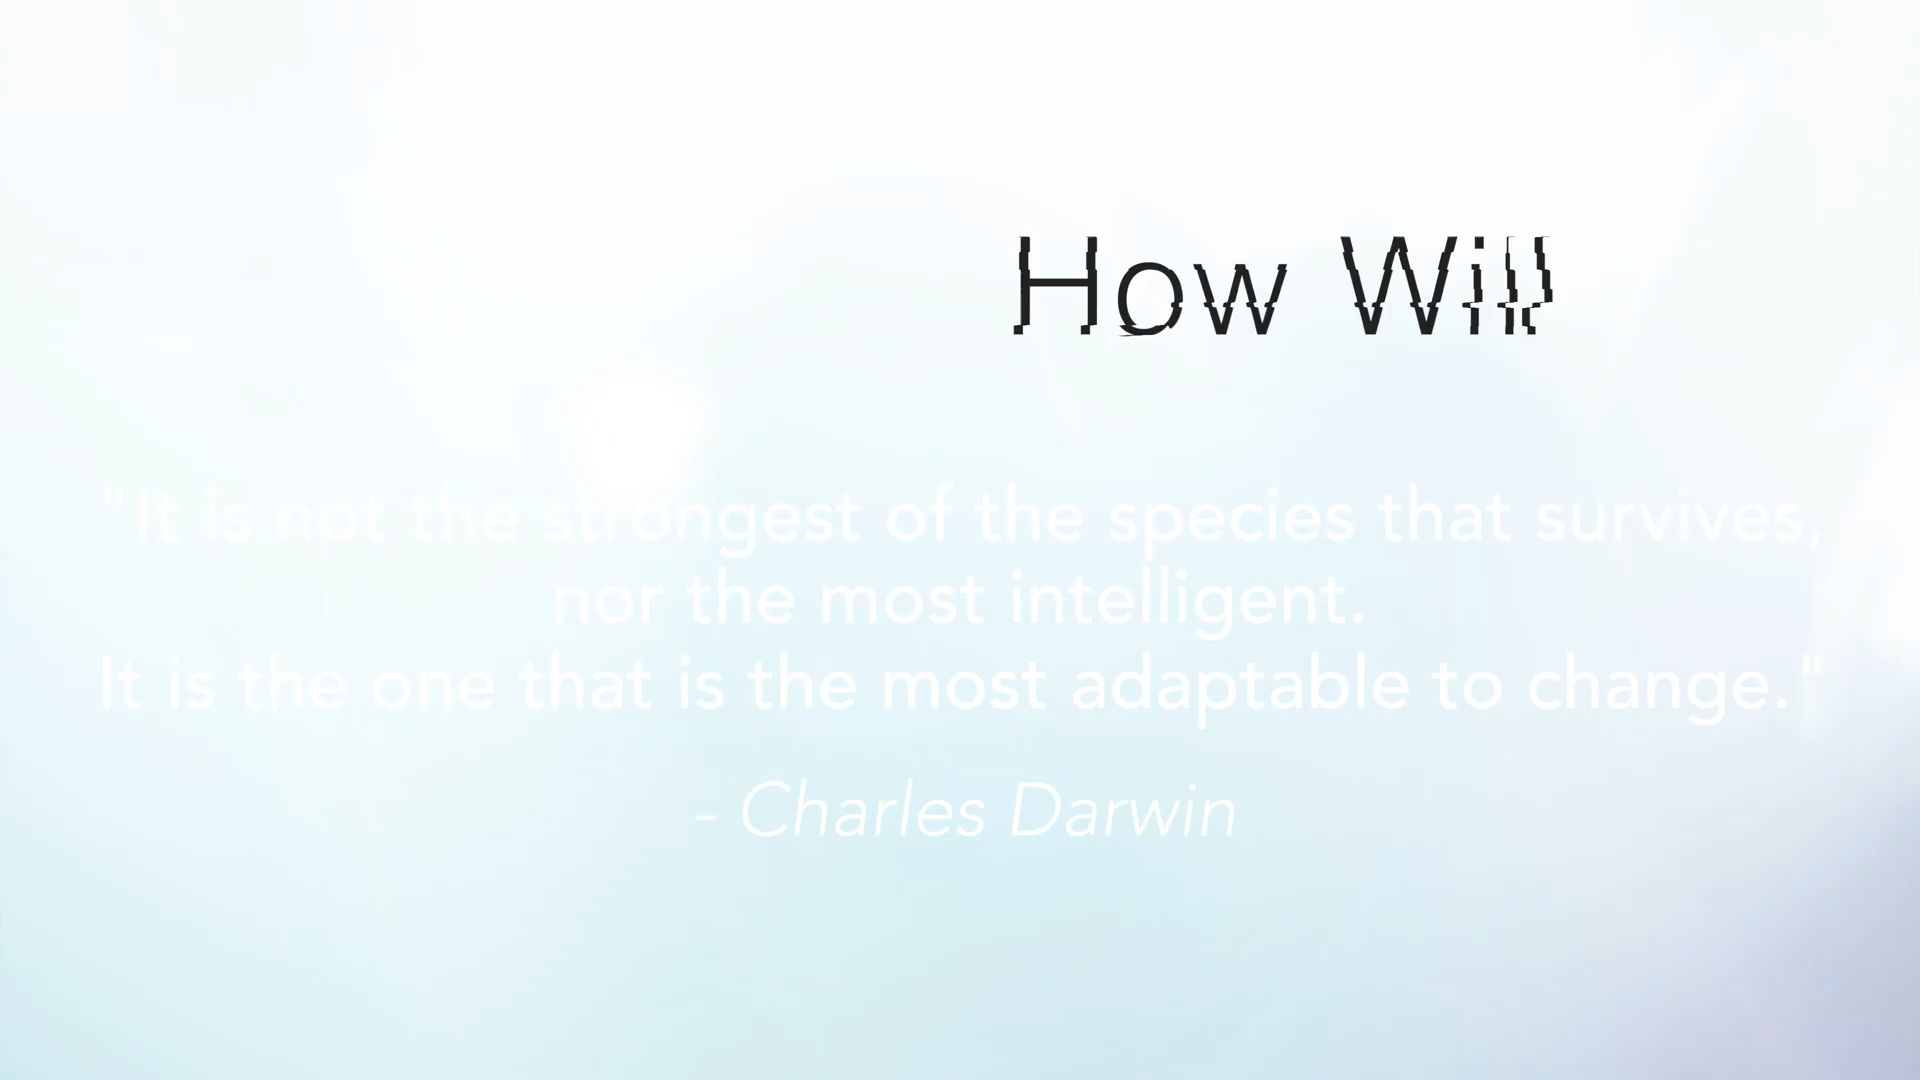 How Will
"It is not the strongest of the species that survives,
nor the most intelligent.
It is the one that is the most adaptable to change."
- Charles Darwin